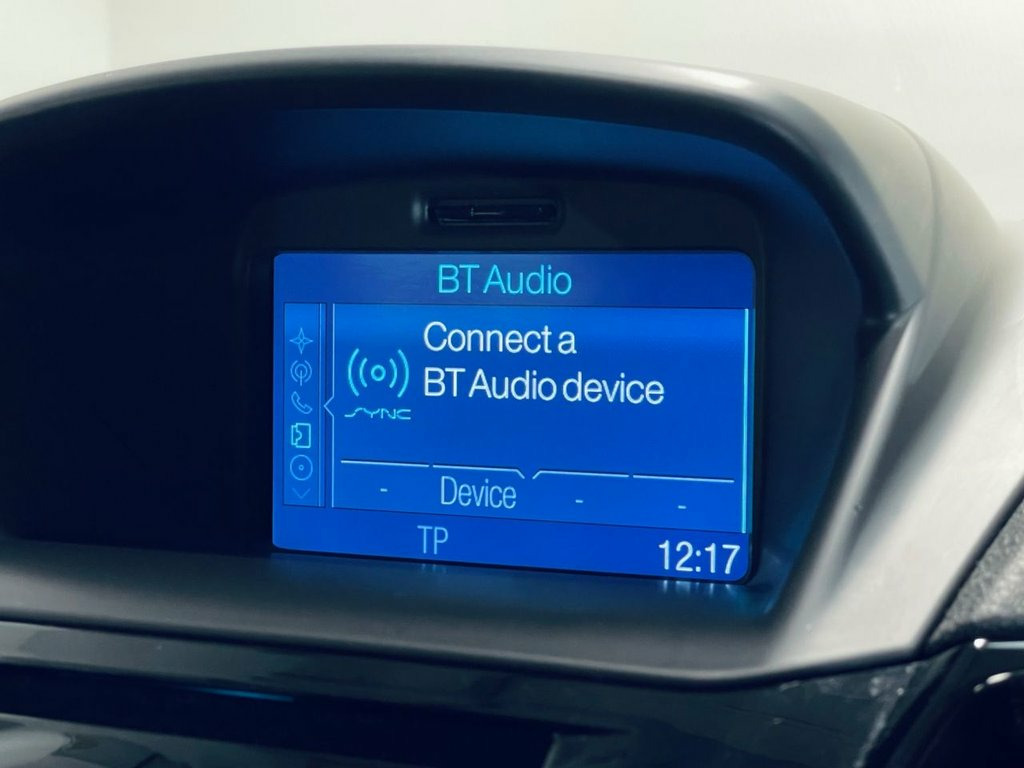 BT Audio
Connect a
BT Audio device
SYNC
- Device - -
TP
12:17